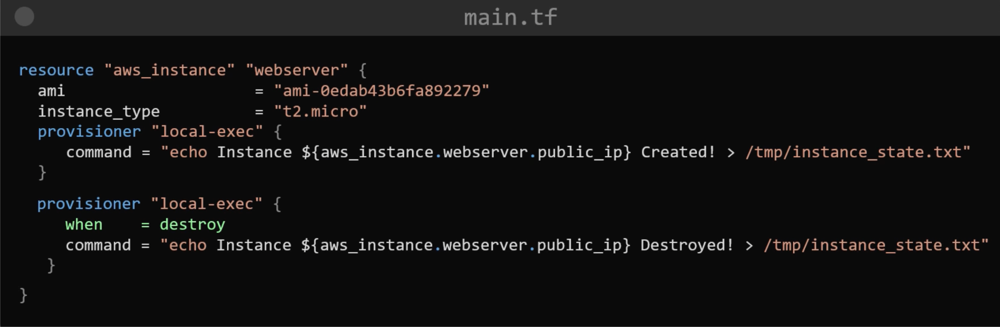 main.tf
resource "aws_instance" "webserver" {
  ami                    = "ami-0edab43b6fa892279"
  instance_type          = "t2.micro"
  provisioner "local-exec" {
     command = "echo Instance ${aws_instance.webserver.public_ip} Created! > /tmp/instance_state.txt"
  }
  provisioner "local-exec" {
     when    = destroy
     command = "echo Instance ${aws_instance.webserver.public_ip} Destroyed! > /tmp/instance_state.txt"
   }
}